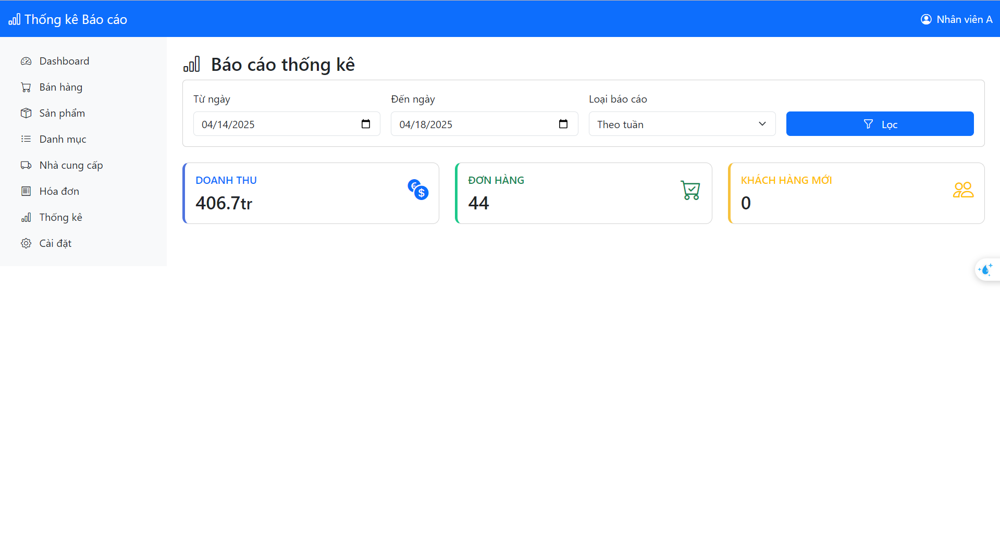 Thống kê Báo cáo
Nhân viên A
Dashboard
Bán hàng
Sản phẩm
Danh mục
Nhà cung cấp
Hóa đơn
Thống kê
Cài đặt
Báo cáo thống kê
Từ ngày
Đến ngày
Loại báo cáo
04/14/2025
04/18/2025
Theo tuần
Lọc
DOANH THU
406.7tr
€
$
ĐƠN HÀNG
44
KHÁCH HÀNG MỚI
0